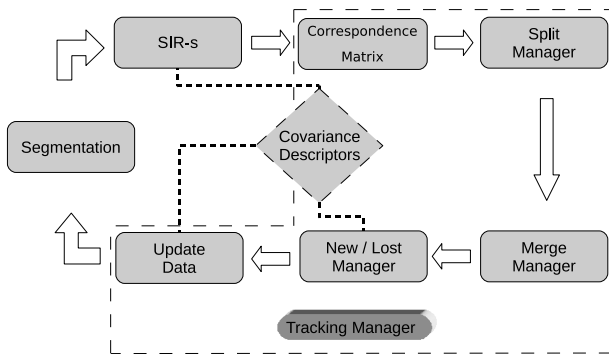 SIR-s
Correspondence
Matrix
Split
Manager
Segmentation
Covariance
Descriptors
Update
Data
New / Lost
Manager
Merge
Manager
Tracking Manager